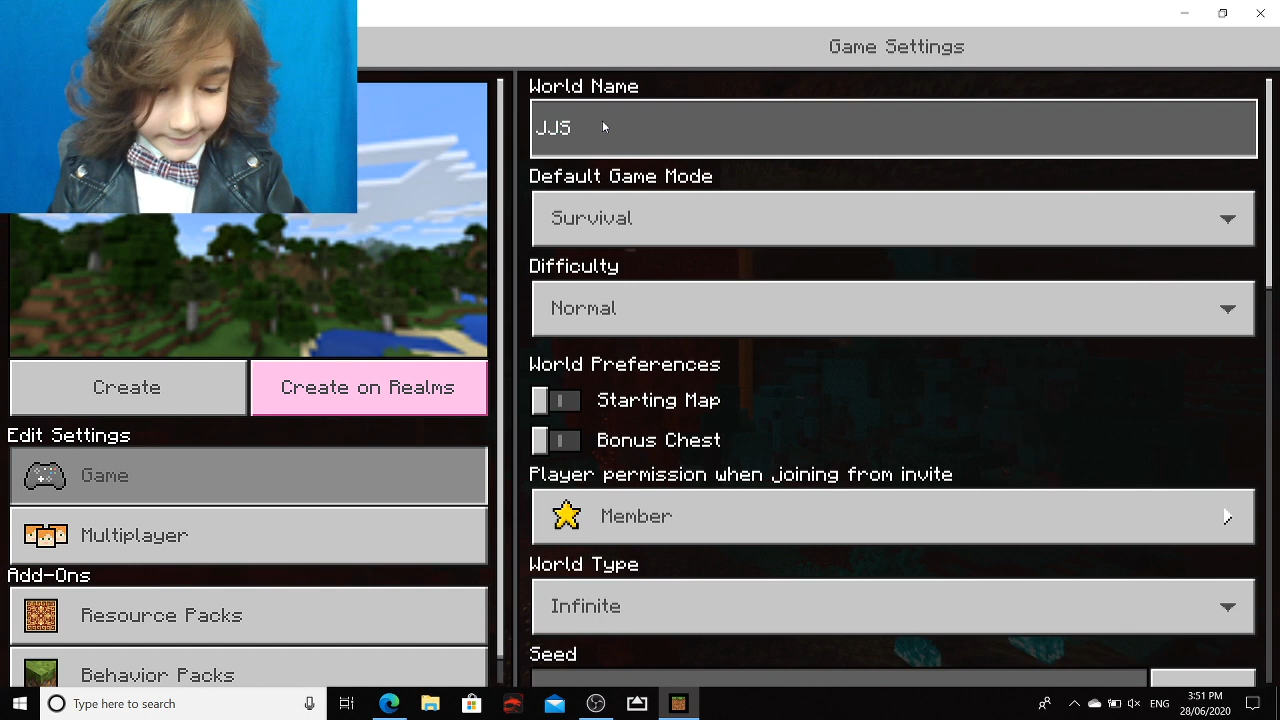 Game Settings
World Name
JJS
Default Game Mode
Survival
Difficulty
Normal
World Preferences
Starting Map
Bonus Chest
Player permission when joining from invite
Member
World Type
Infinite
Seed
Create
Create on Realms
Edit Settings
Game
Multiplayer
Add-Ons
Resource Packs
Behavior Packs
Type here to search
ENG
3:51 PM
28/06/2020